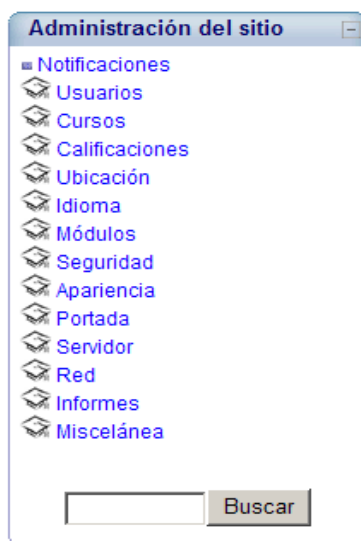 Administración del sitio
Notificaciones
Usuarios
Cursos
Calificaciones
Ubicación
Idioma
Módulos
Seguridad
Apariencia
Portada
Servidor
Red
Informes
Miscelánea
Buscar